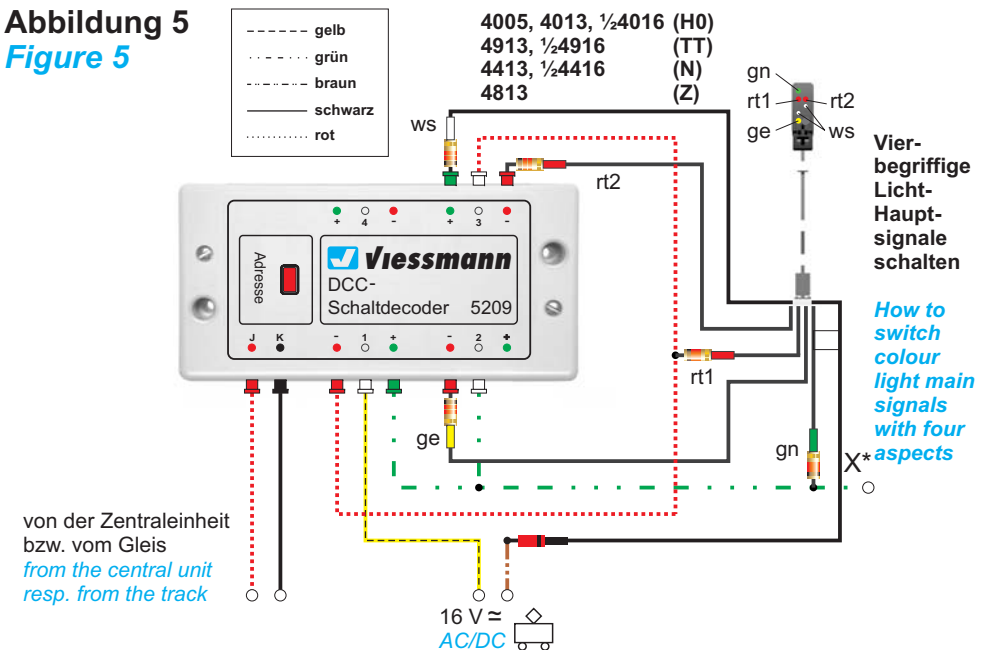 Abbildung 5
Figure 5
gelb
grün
braun
schwarz
rot
4005, 4013, ½4016 (H0)
4913, ½4916 (TT)
4413, ½4416 (N)
4813 (Z)
gn
rt1 rt2
ge ws
Vier-
begriffige
Licht-
Haupt-
signale
schalten
How to
switch
colour
light main
signals
with four
aspects
ws
rt2
+ 4 - + 3 -
Adresse
Viessmann
DCC-
Schaltdecoder 5209
J K - 1 + - 2 +
rt1
ge
gn
X*
von der Zentraleinheit
bzw. vom Gleis
from the central unit
resp. from the track
16 V ≃
AC/DC